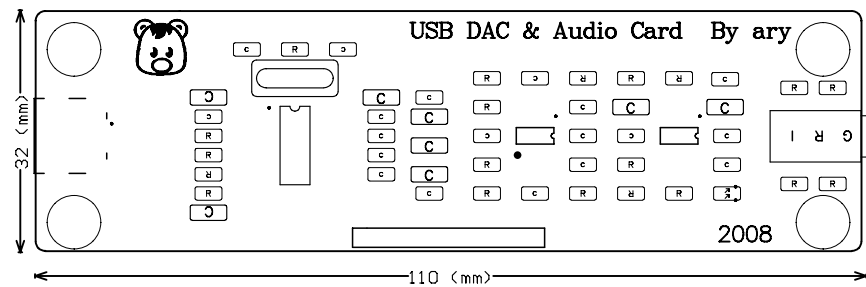 USB DAC & Audio Card By ary
C R C
R C R R R C
R R
C C C
R C C C
C C C
R C R C C C
I R G
C
R C
R C R C
R C C
R R
R C R C R R R
C
2008
32 (mm)
110 (mm)